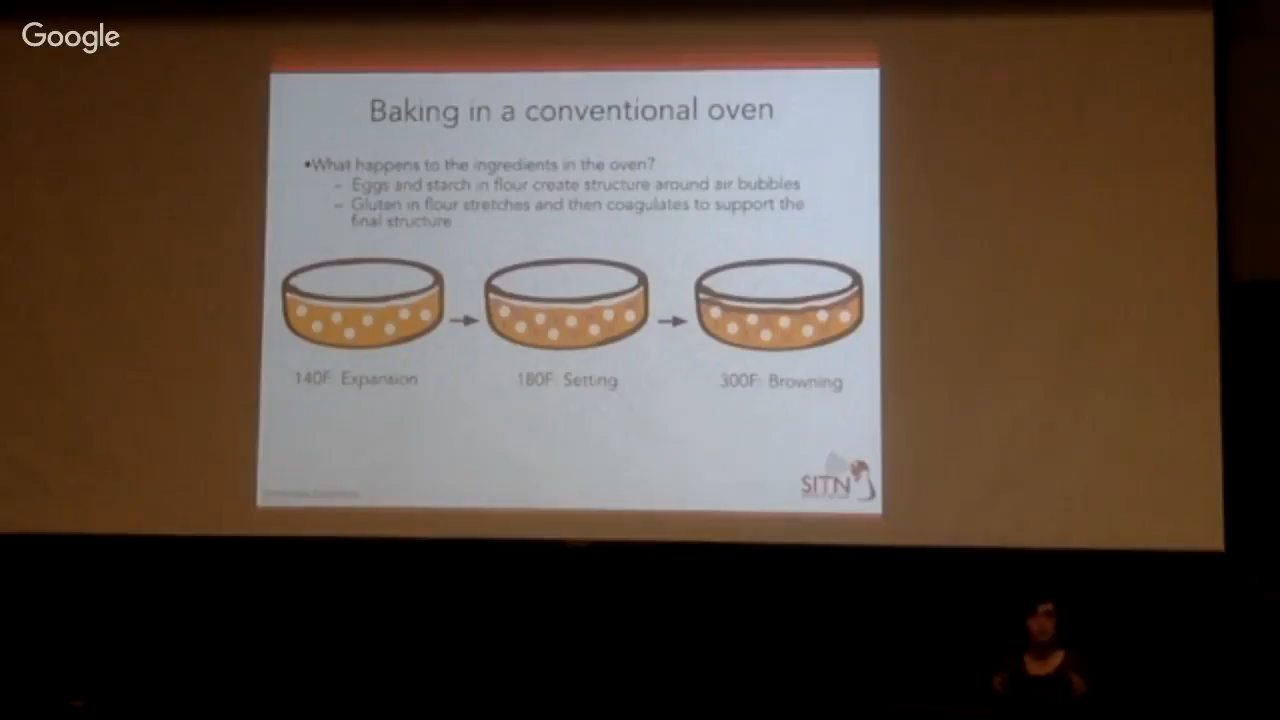 Google
Baking in a conventional oven
•What happens to the ingredients in the oven?
– Eggs and starch in flour create structure around air bubbles
– Gluten in flour stretches and then coagulates to support the
final structure
140F: Expansion
180F: Setting
300F: Browning
SITN